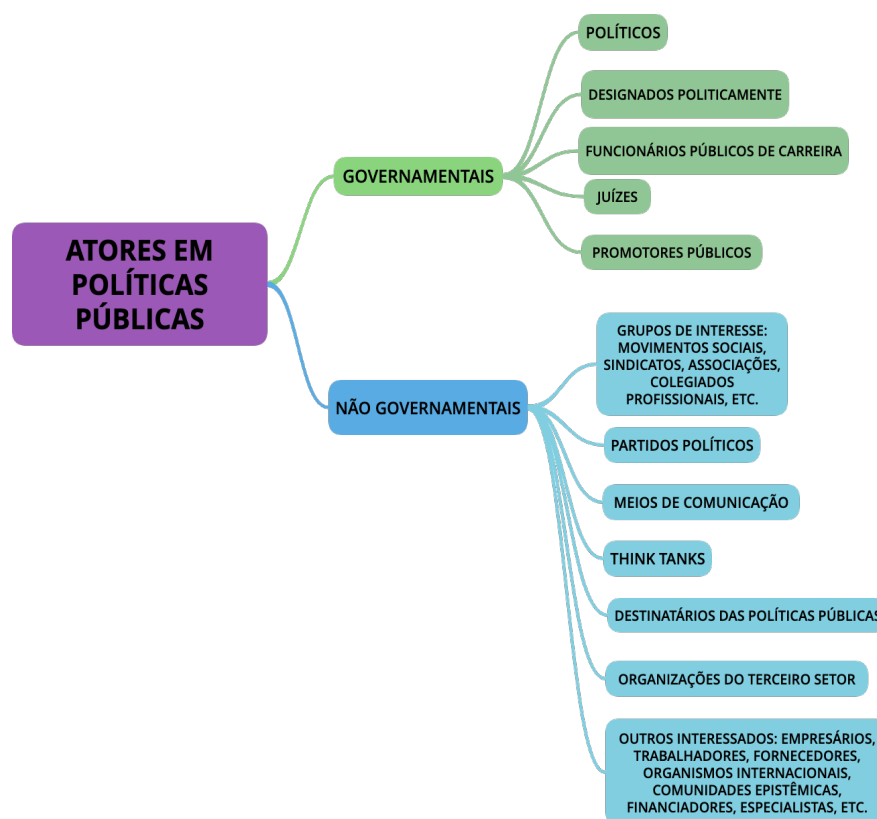 ATORES EM
POLÍTICAS
PÚBLICAS
GOVERNAMENTAIS
POLÍTICOS
DESIGNADOS POLITICAMENTE
FUNCIONÁRIOS PÚBLICOS DE CARREIRA
JUÍZES
PROMOTORES PÚBLICOS
NÃO GOVERNAMENTAIS
GRUPOS DE INTERESSE:
MOVIMENTOS SOCIAIS,
SINDICATOS, ASSOCIAÇÕES,
COLEGIADOS
PROFISSIONAIS, ETC.
PARTIDOS POLÍTICOS
MEIOS DE COMUNICAÇÃO
THINK TANKS
DESTINATÁRIOS DAS POLÍTICAS PÚBLICAS
ORGANIZAÇÕES DO TERCEIRO SETOR
OUTROS INTERESSADOS: EMPRESÁRIOS,
TRABALHADORES, FORNECEDORES,
ORGANISMOS INTERNACIONAIS,
COMUNIDADES EPISTÊMICAS,
FINANCIADORES, ESPECIALISTAS, ETC.